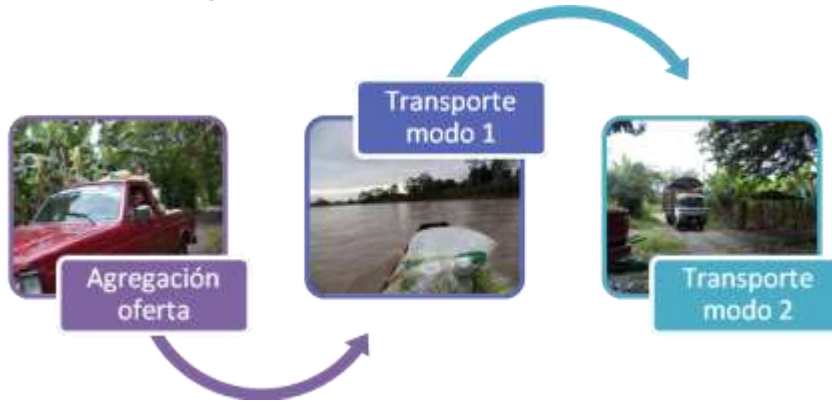 Agregación
oferta
Transporte
modo 1
Transporte
modo 2